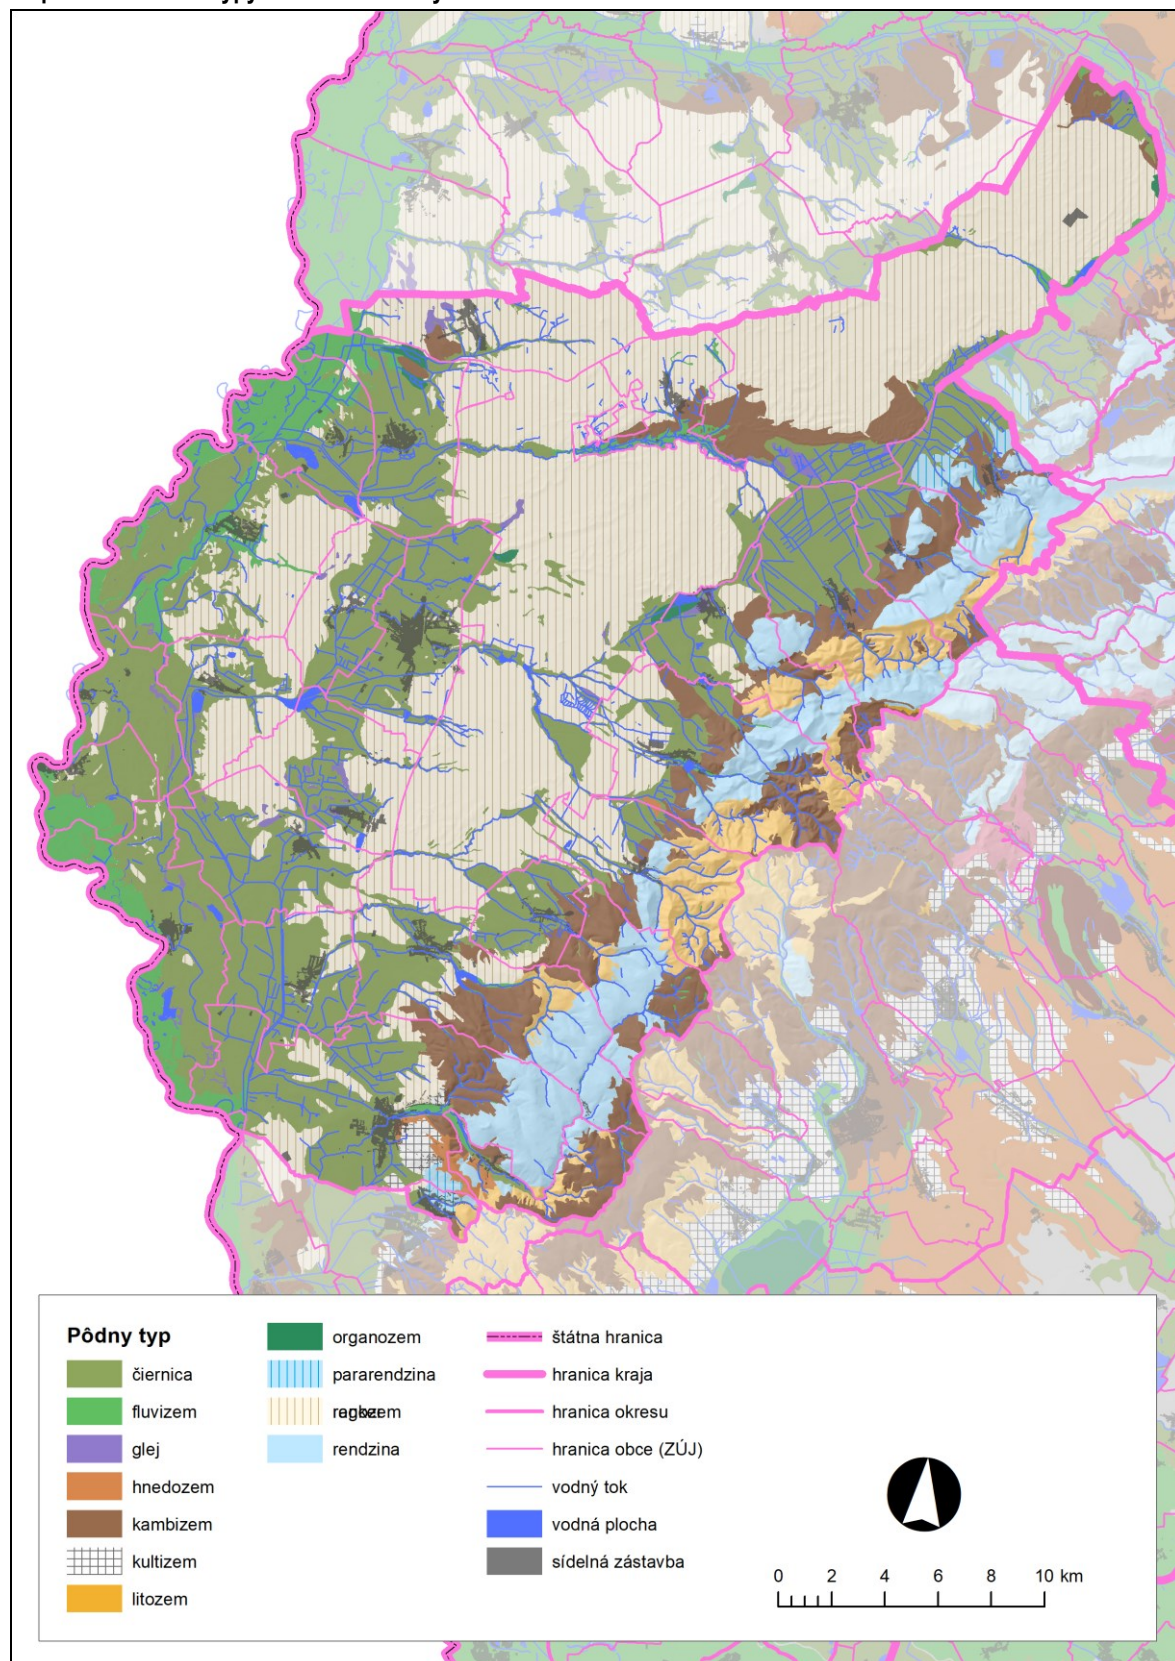 Pôdny typ
čiernica
fluvizem
glej
hnedozem
kambizem
kultizem
litozem
organozem
pararendzina
rendzina
štátna hranica
hranica kraja
hranica okresu
hranica obce (ZÚJ)
vodný tok
vodná plocha
sídelná zástavba
0 2 4 6 8 10 km